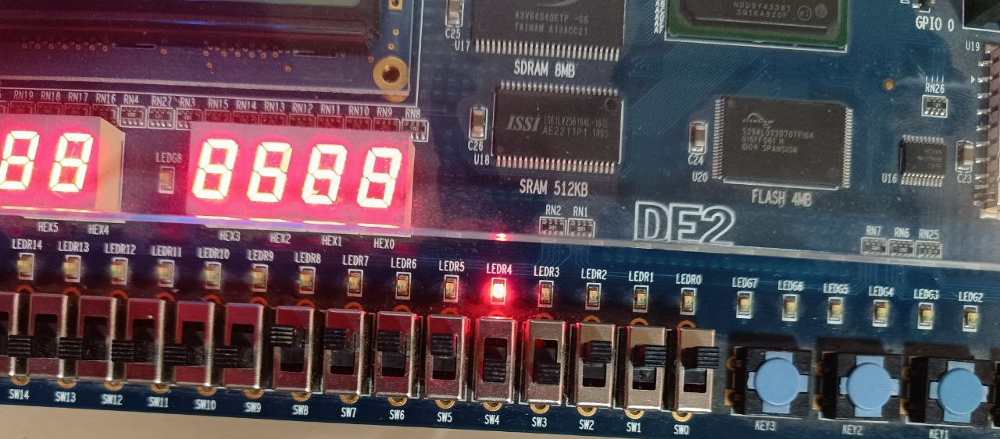 A3V64S40ETP -G6
TAIWAN A13ACC21
C25
U17
SDRAM 8MB
3Q1KA9Z0F
GPIO 0
U19
RN19 RN18 RN17 RN16 RN4 RN27 RN3 RN15 RN14 RN13 RN12 RN11 RN10 RN9 RN8
RN26
ISSI
IS61LV25616AL-10TL
AE2211P1 1055
C26
U18
SRAM 512KB
SPANSION
S29AL032D70TFI04
©04 SPANSION
C24
U20
FLASH 4MB
U16
C23
88
LEDG8
8888
HEX5 HEX4
HEX3 HEX2 HEX1 HEX0
RN2 RN1
DE2
RN7 RN6 RN25
LEDR14 LEDR13 LEDR12 LEDR11 LEDR10 LEDR9 LEDR8 LEDR7 LEDR6 LEDR5 LEDR4 LEDR3 LEDR2 LEDR1 LEDR0 LEDG7 LEDG6 LEDG5 LEDG4 LEDG3 LEDG2
SW14 SW13 SW12 SW11 SW10 SW9 SW8 SW7 SW6 SW5 SW4 SW3 SW2 SW1 SW0 KEY3 KEY2 KEY1